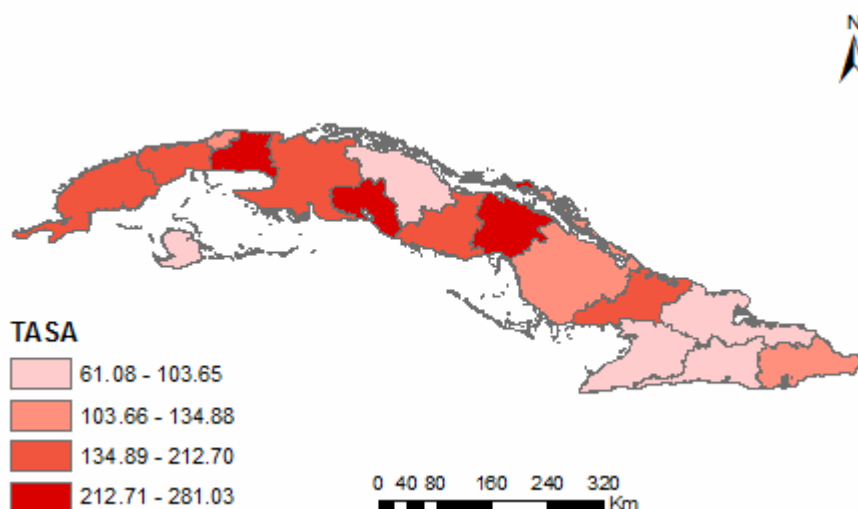 N
TASA
61.08 - 103.65
103.66 - 134.88
134.89 - 212.70
212.71 - 281.03
0 40 80 160 240 320
Km